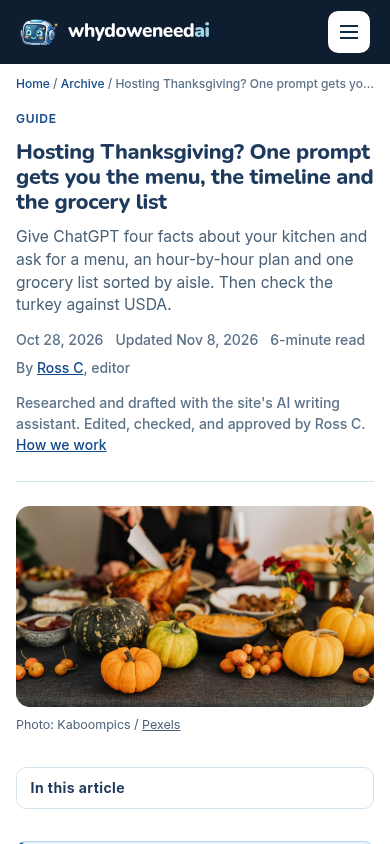 whydoweneedai
Home / Archive / Hosting Thanksgiving? One prompt gets yo...
GUIDE
Hosting Thanksgiving? One prompt
gets you the menu, the timeline and
the grocery list
Give ChatGPT four facts about your kitchen and
ask for a menu, an hour-by-hour plan and one
grocery list sorted by aisle. Then check the
turkey against USDA.
Oct 28, 2026 Updated Nov 8, 2026 6-minute read
By Ross C, editor
Researched and drafted with the site's AI writing
assistant. Edited, checked, and approved by Ross C.
How we work
Photo: Kaboompics / Pexels
In this article